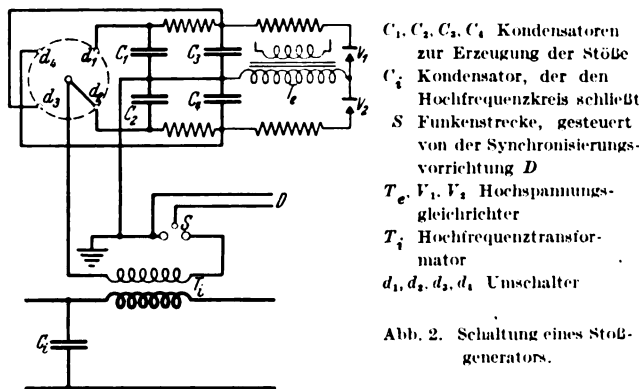 d₄
d₁
d₃
d₂
C₁
C₃
C₂
C₄
Tₑ
V₁
V₂
D
S
Tᵢ
Cᵢ
C₁, C₂, C₃, C₄ Kondensatoren
zur Erzeugung der Stöße
Cᵢ Kondensator, der den
Hochfrequenzkreis schließt
S Funkenstrecke, gesteuert
von der Synchronisierungs-
vorrichtung D
Tₑ, V₁, V₂ Hochspannungs-
gleichrichter
Tᵢ Hochfrequenztransfor-
mator
d₁, d₂, d₃, d₄ Umschalter
Abb. 2. Schaltung eines Stoß-
generators.